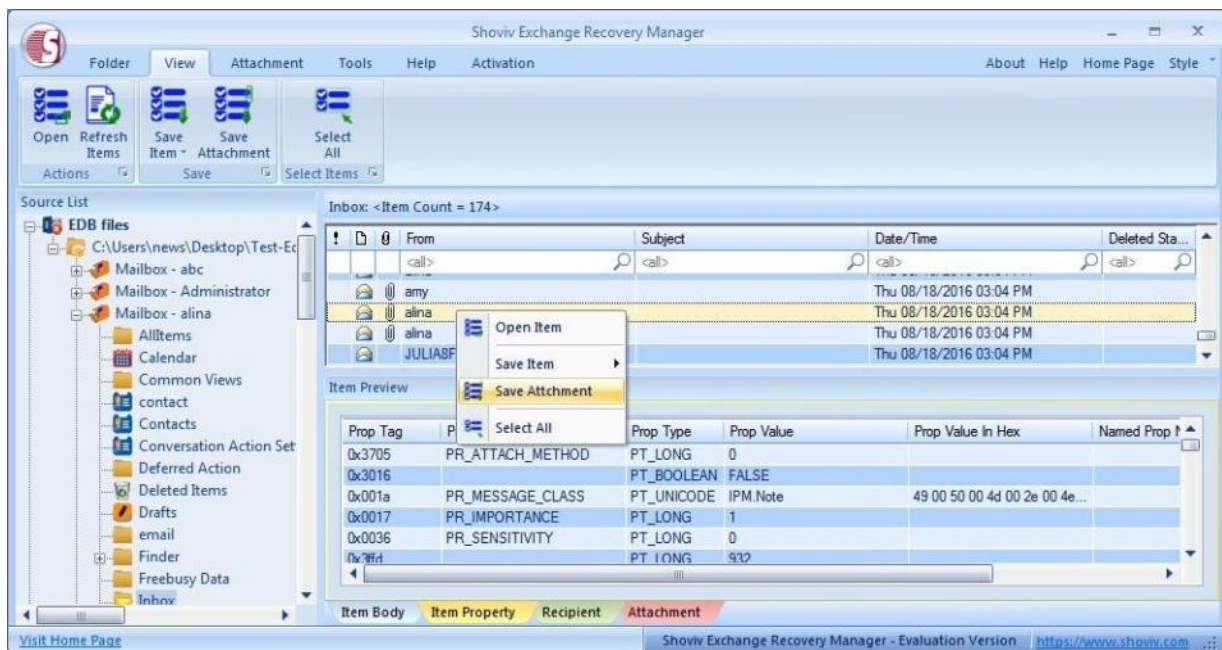 Shoviv Exchange Recovery Manager
Folder View Attachment Tools Help Activation About Help Home Page Style
Open Refresh Items Save Item Save Attachment Select All
Actions Save Select Items
Source List
EDB files
C:\Users\news\Desktop\Test-Ec
Mailbox - abc
Mailbox - Administrator
Mailbox - alina
AllItems
Calendar
Common Views
contact
Contacts
Conversation Action Set
Deferred Action
Deleted Items
Drafts
email
Finder
Freebusy Data
Inbox
Inbox: <Item Count = 174>
! From Subject Date/Time Deleted Sta...
<all> <all> <all> <all>
amy Thu 08/18/2016 03:04 PM
alina Thu 08/18/2016 03:04 PM
alina Thu 08/18/2016 03:04 PM
JULIA8F Thu 08/18/2016 03:04 PM
Open Item
Save Item
Save Attchment
Select All
Item Preview
Prop Tag P Prop Type Prop Value Prop Value In Hex Named Prop
0x3705 PR_ATTACH_METHOD PT_LONG 0
0x3016 PT_BOOLEAN FALSE
0x001a PR_MESSAGE_CLASS PT_UNICODE IPM.Note 49 00 50 00 4d 00 2e 00 4e...
0x0017 PR_IMPORTANCE PT_LONG 1
0x0036 PR_SENSITIVITY PT_LONG 0
0x3ffd PT_LONG 932
Item Body Item Property Recipient Attachment
Visit Home Page Shoviv Exchange Recovery Manager - Evaluation Version https://www.shoviv.com